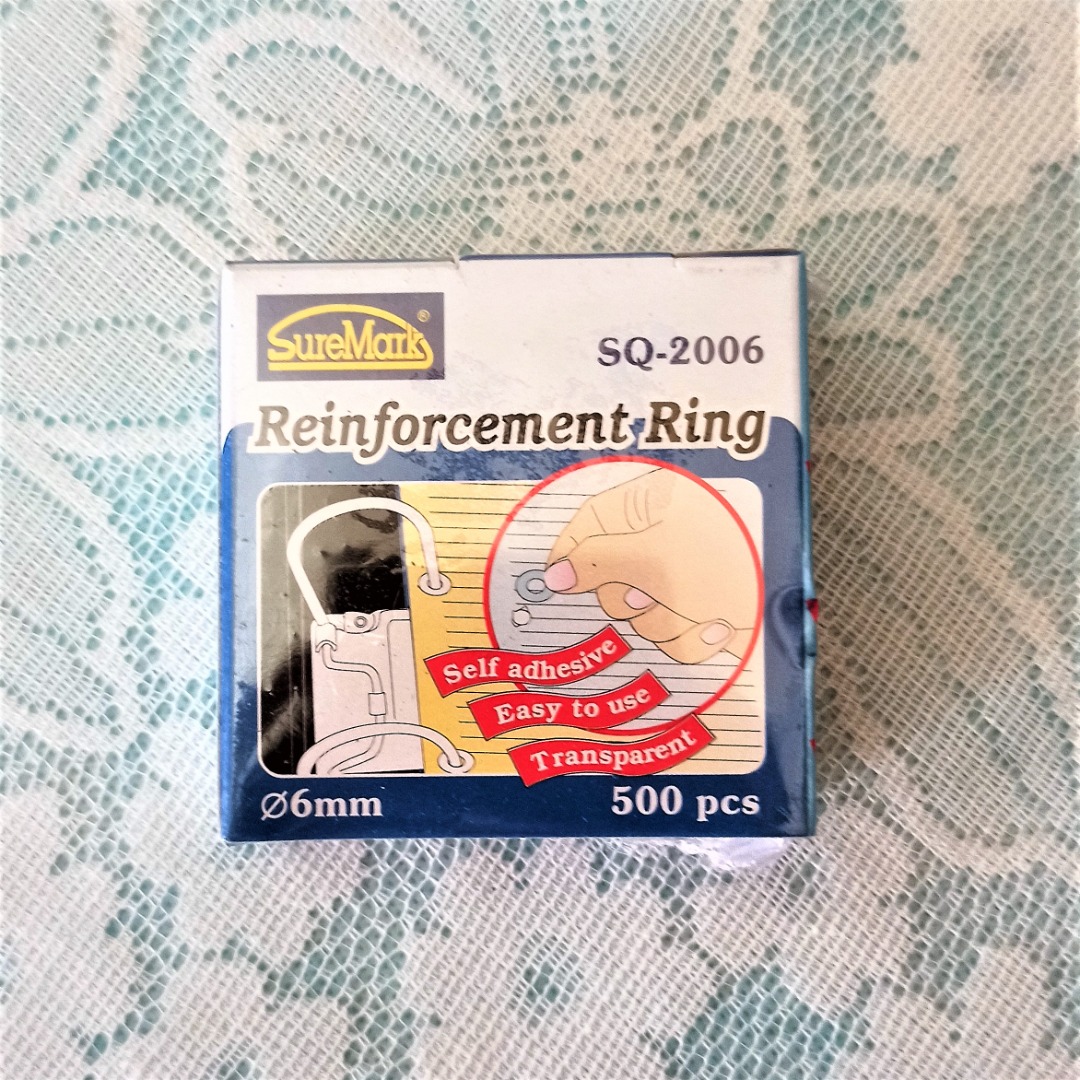 SureMark®
SQ-2006
Reinforcement Ring
Self adhesive
Easy to use
Transparent
Ø6mm
500 pcs